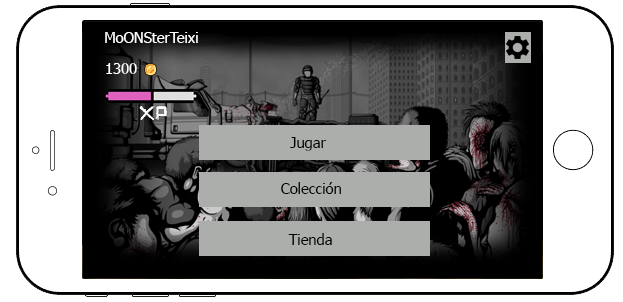 MoONSterTeixi
1300
XP
Jugar
Colección
Tienda